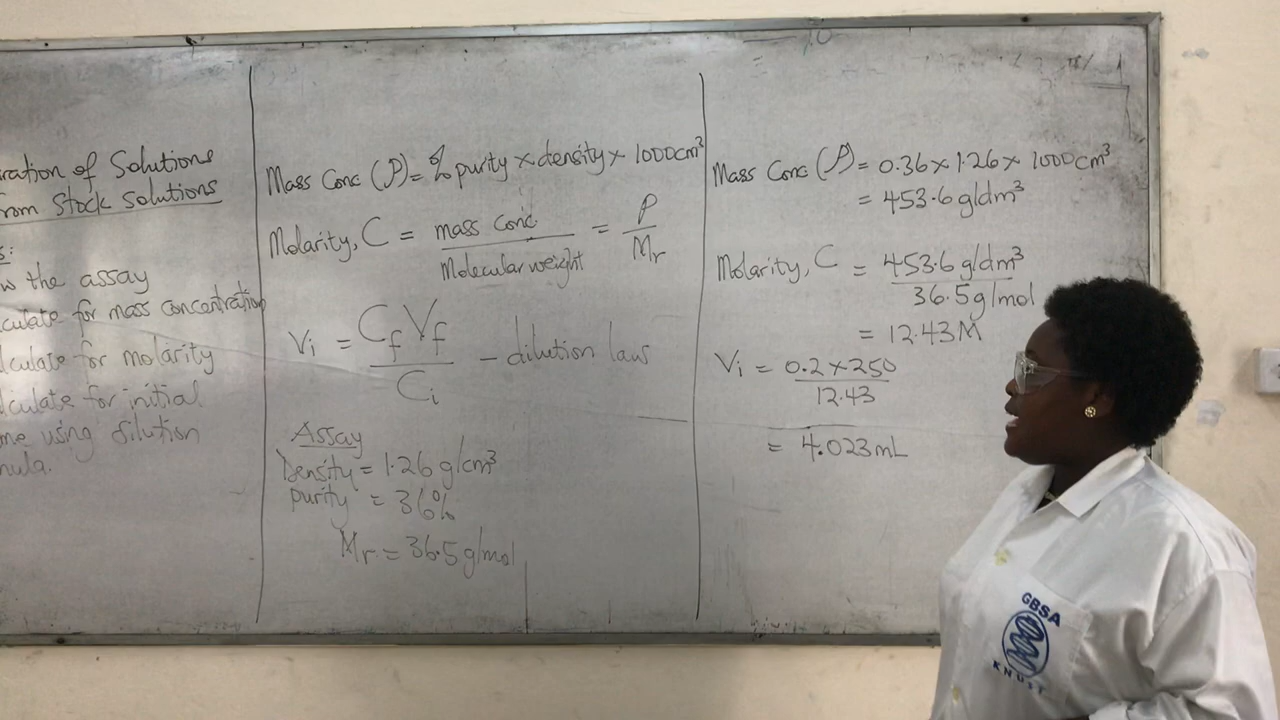 ration of Solutions
rom Stock Solutions
s:
w the assay
culate for mass concentration
lculate for molarity
lculate for initial
me using dilution
mula.
Mass Conc (ρ) = % purity × density × 1000cm³
Molarity, C = mass conc / Molecular weight = ρ / Mr
Vi = Cf Vf / Ci – dilution law
Assay
Density = 1.26 g/cm³
purity = 36%
Mr = 36.5 g/mol
Mass Conc (ρ) = 0.36 × 1.26 × 1000cm³
= 453.6 g/dm³
Molarity, C = 453.6 g/dm³ / 36.5 g/mol
= 12.43 M
Vi = 0.2 × 250 / 12.43
= 4.023 mL
GBSA
KNUST